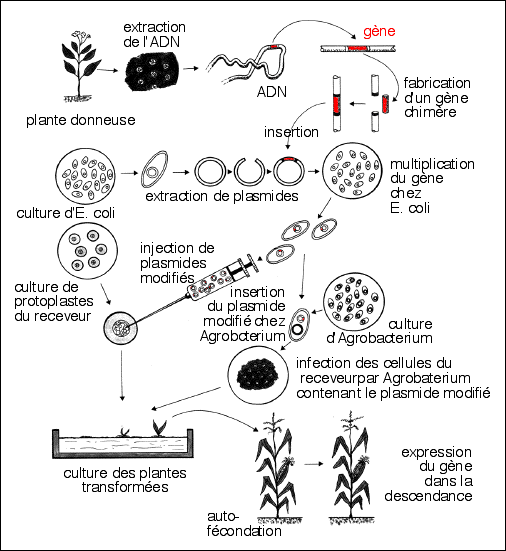 extraction
de l'ADN
gène
ADN
plante donneuse
fabrication
d'un gène
chimère
insertion
extraction de plasmides
culture d'E. coli
multiplication
du gène
chez
E. coli
injection de
plasmides
modifiés
culture de
protoplastes
du receveur
insertion
du plasmide
modifié chez
Agrobcterium
culture
d'Agrobacterium
infection des cellules du
receveurpar Agrobaterium
contenant le plasmide modifié
culture des plantes
transformées
auto-
fécondation
expression
du gène
dans la
descendance